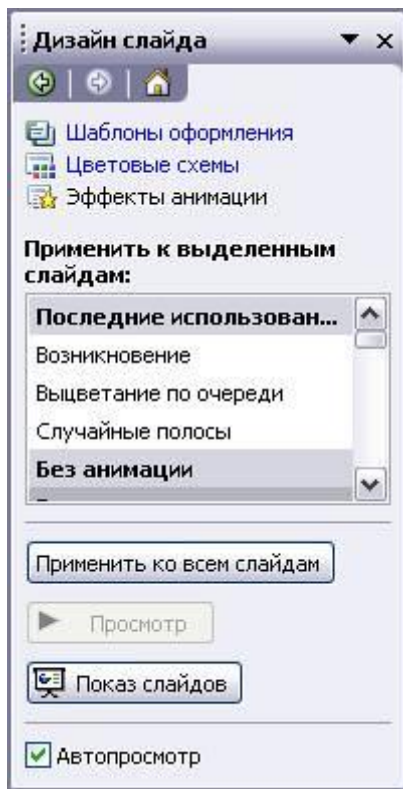 Дизайн слайда
Шаблоны оформления
Цветовые схемы
Эффекты анимации
Применить к выделенным
слайдам:
Последние использован...
Возникновение
Выцветание по очереди
Случайные полосы
Без анимации
Применить ко всем слайдам
Просмотр
Показ слайдов
Автопросмотр